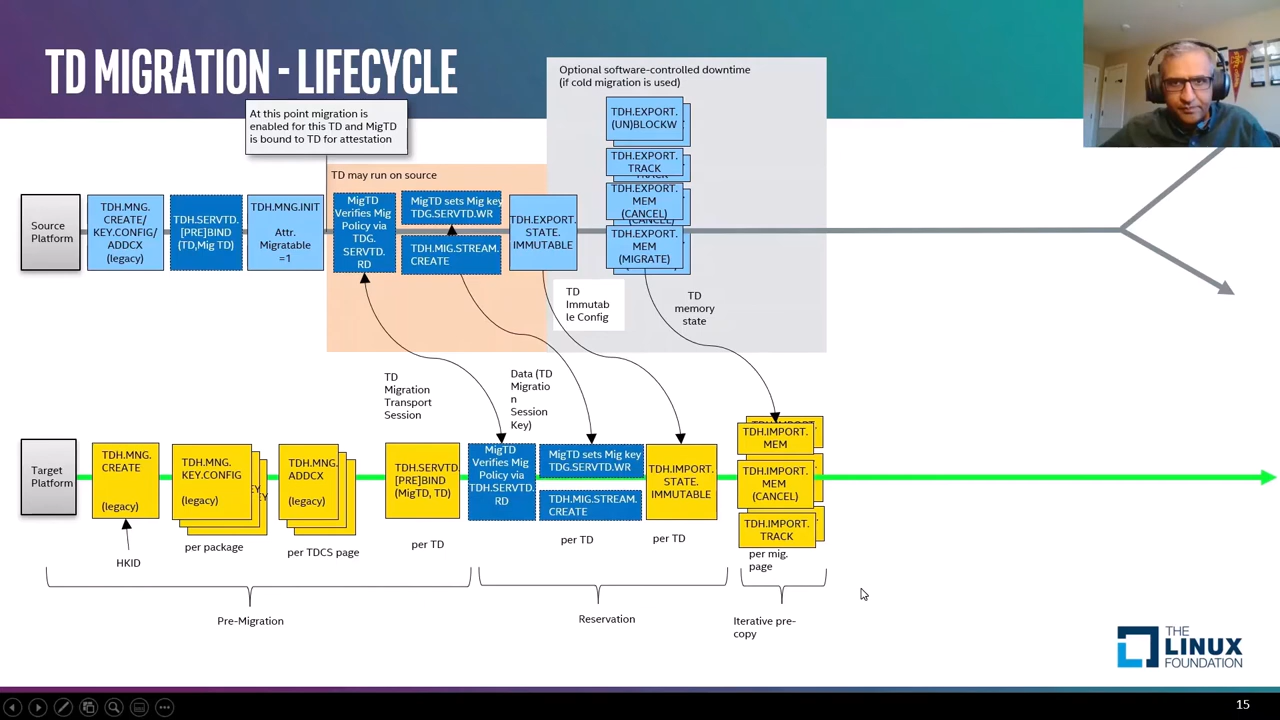 TD MIGRATION - LIFECYCLE
Optional software-controlled downtime
(if cold migration is used)
At this point migration is
enabled for this TD and MigTD
is bound to TD for attestation
TD may run on source
TDH.EXPORT.
(UN)BLOCKW
TDH.EXPORT.
TRACK
TDH.EXPORT.
MEM
(CANCEL)
TDH.EXPORT.
MEM
(MIGRATE)
Source
Platform
TDH.MNG.
CREATE/
KEY.CONFIG/
ADDCX
(legacy)
TDH.SERVTD.
[PRE]BIND
(TD,Mig TD)
TDH.MNG.INIT
Attr.
Migratable
=1
MigTD
Verifies Mig
Policy via
TDG.
SERVTD.
RD
MigTD sets Mig key
TDG.SERVTD.WR
TDH.MIG.STREAM.
CREATE
TDH.EXPORT.
STATE.
IMMUTABLE
TD
Immutab
le Config
TD
memory
state
TD
Migration
Transport
Session
Data (TD
Migratio
n
Session
Key)
Target
Platform
TDH.MNG.
CREATE
(legacy)
HKID
TDH.MNG.
KEY.CONFIG
(legacy)
KEY
KEY
per package
TDH.MNG.
ADDCX
(legacy)
per TDCS page
TDH.SERVTD.
[PRE]BIND
(MigTD, TD)
per TD
MigTD
Verifies Mig
Policy via
TDH.SERVTD.
RD
MigTD sets Mig key
TDG.SERVTD.WR
TDH.MIG.STREAM.
CREATE
per TD
TDH.IMPORT.
STATE.
IMMUTABLE
per TD
TDH.IMPORT.
MEM
TDH.IMPORT.
MEM
(CANCEL)
TDH.IMPORT.
TRACK
per mig.
page
Pre-Migration
Reservation
Iterative pre-
copy
THE
LINUX
FOUNDATION
15